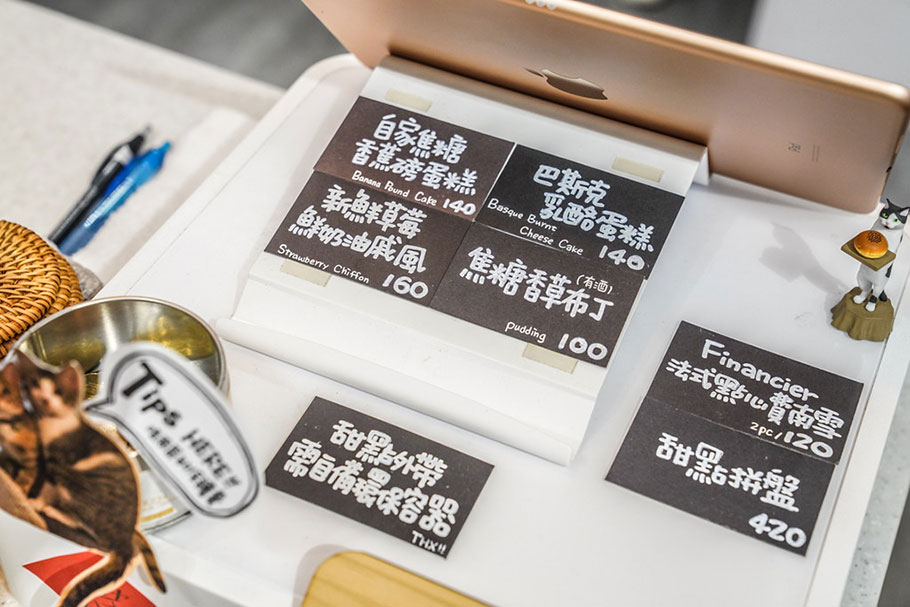 自家焦糖
香蕉磅蛋糕
Banana Pound Cake 140
巴斯克
乳酪蛋糕
Basque Burnt
Cheese Cake 140
新鮮草莓
鮮奶油戚風
Strawberry Chiffon 160
焦糖香草布丁
(有酒)
pudding 100
Financier
法式點心費南雪
2pc/120
甜點拼盤
420
甜點外帶
需自備環保容器
THX!!
Tips HERE!!